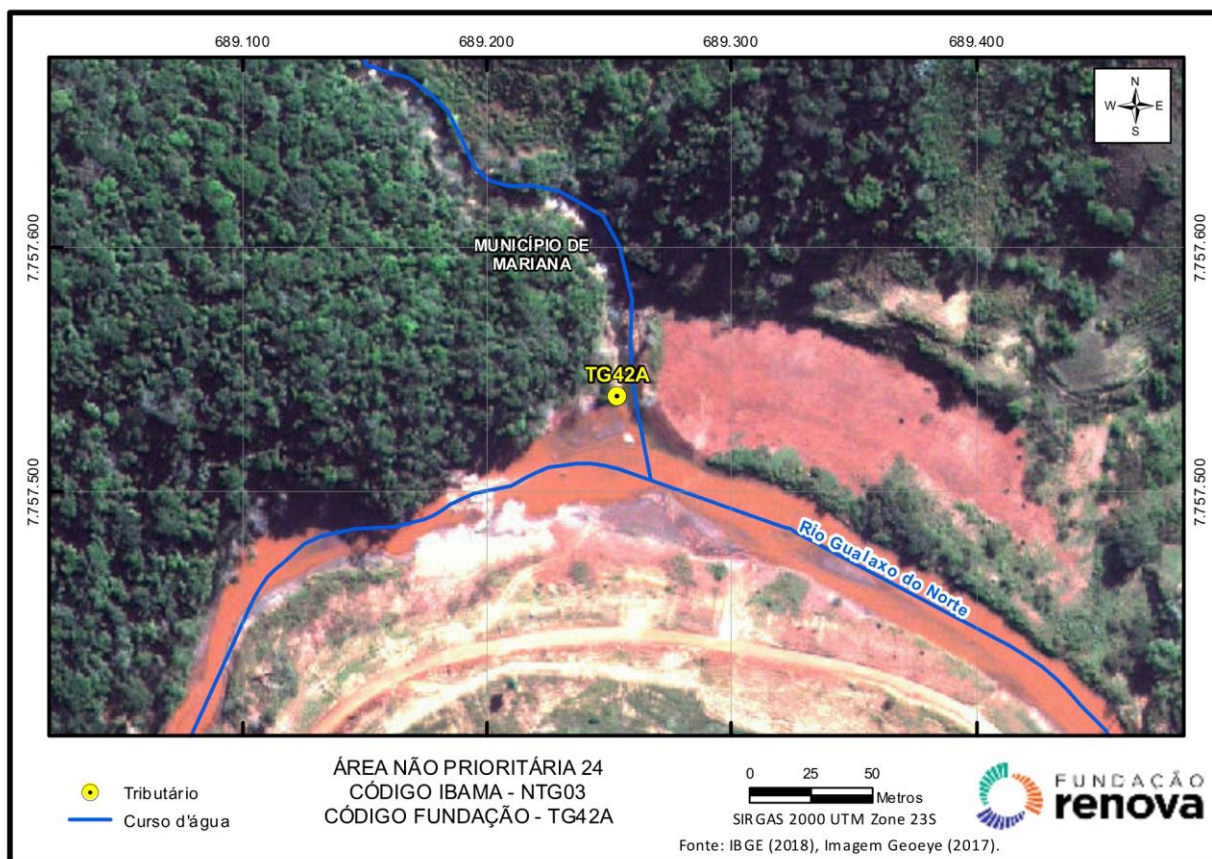 689.100 689.200 689.300 689.400
N
W E
S
7.757.600
7.757.600
MUNICÍPIO DE
MARIANA
TG42A
7.757.500
7.757.500
Rio Gualaxo do Norte
Tributário
Curso d'água
ÁREA NÃO PRIORITÁRIA 24
CÓDIGO IBAMA - NTG03
CÓDIGO FUNDAÇÃO - TG42A
0 25 50
Metros
SIRGAS 2000 UTM Zone 23S
Fonte: IBGE (2018), Imagem Geoeye (2017).
FUNDAÇÃO
renova